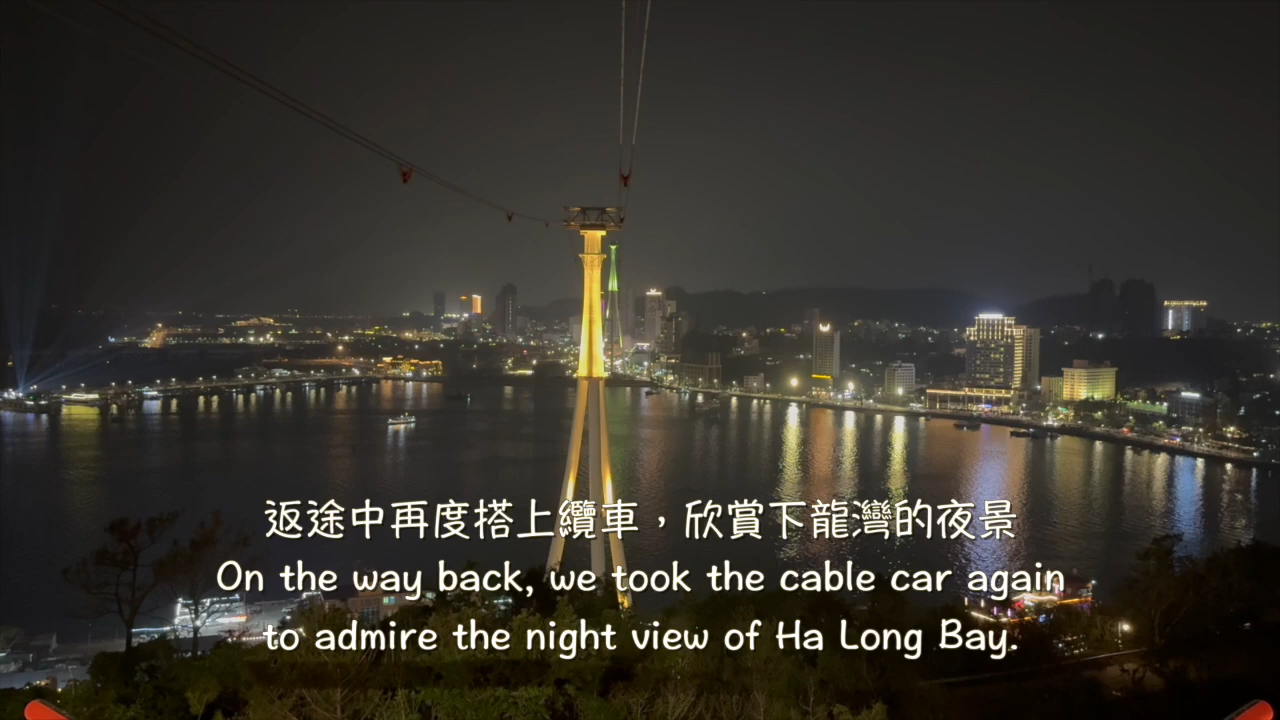 返途中再度搭上纜車，欣賞下龍灣的夜景
On the way back, we took the cable car again
to admire the night view of Ha Long Bay.